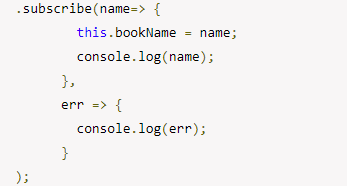 .subscribe(name=> {
this.bookName = name;
console.log(name);
},
err => {
console.log(err);
}
);